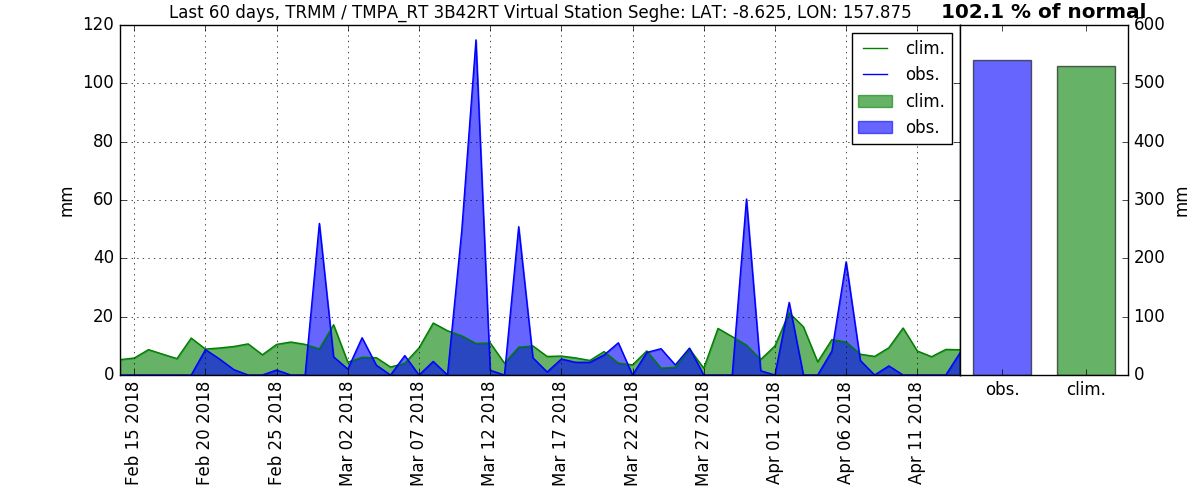 Last 60 days, TRMM / TMPA_RT 3B42RT Virtual Station Seghe: LAT: -8.625, LON: 157.875
102.1 % of normal
120
100
80
60
40
20
0
mm
clim.
obs.
clim.
obs.
Feb 15 2018
Feb 20 2018
Feb 25 2018
Mar 02 2018
Mar 07 2018
Mar 12 2018
Mar 17 2018
Mar 22 2018
Mar 27 2018
Apr 01 2018
Apr 06 2018
Apr 11 2018
600
500
400
300
200
100
0
mm
obs.
clim.